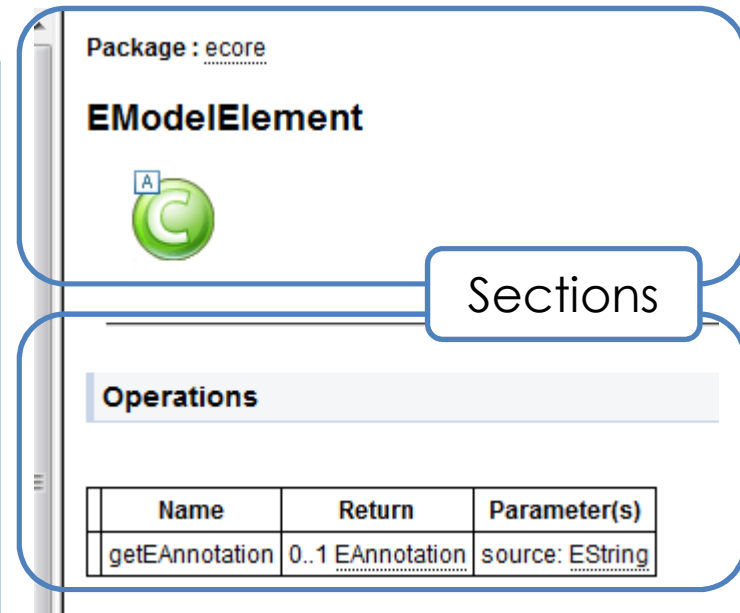 Package : ecore
EModelElement
A
C
Sections
Operations
Name Return Parameter(s)
getEAnnotation 0..1 EAnnotation source: EString